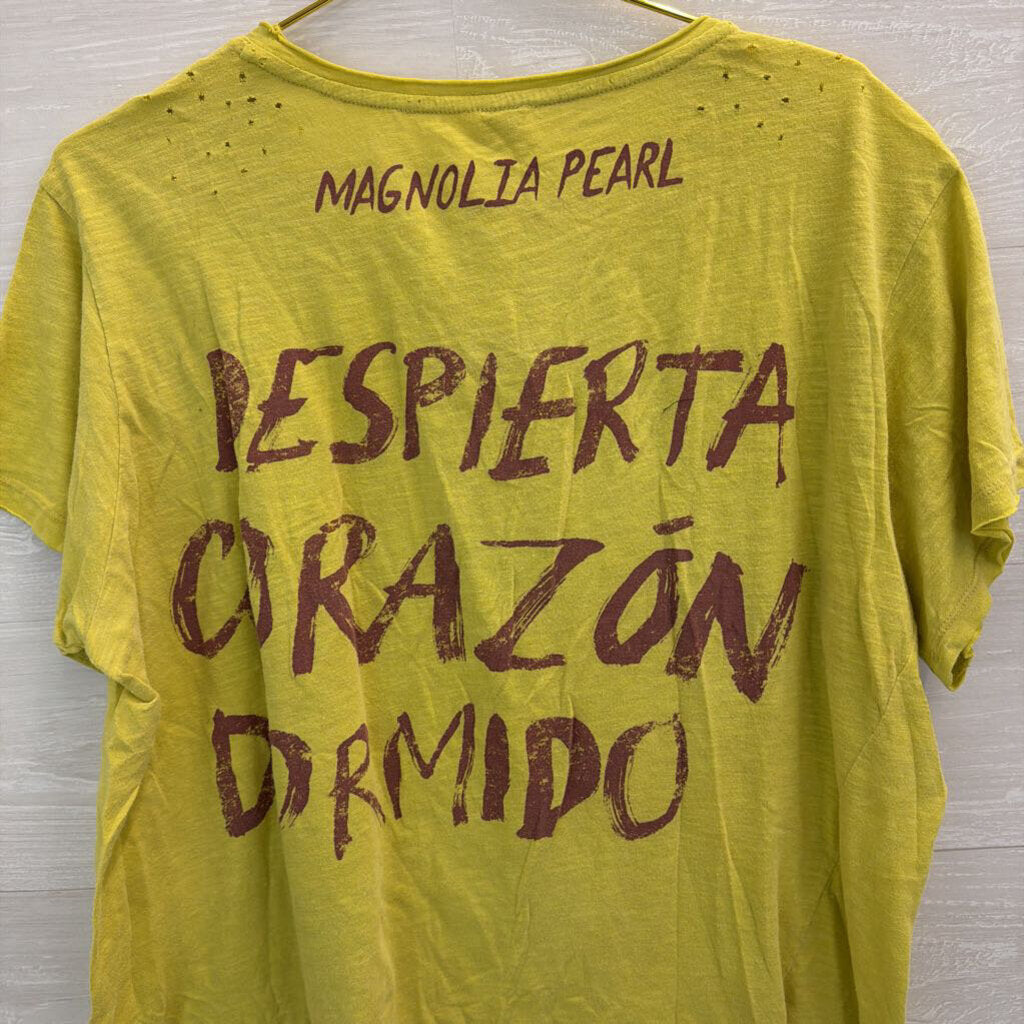 MAGNOLIA PEARL
DESPIERTA
CORAZÓN
DORMIDO